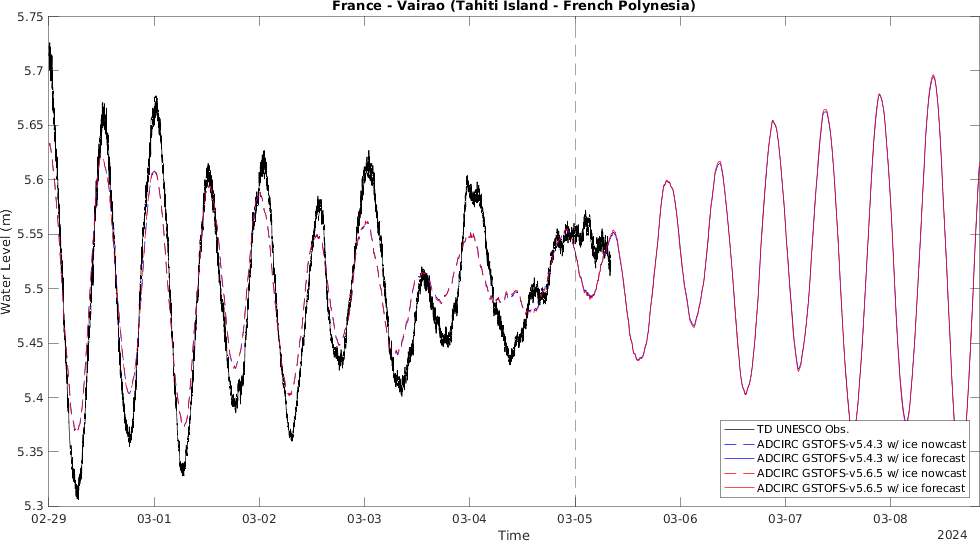 France - Vairao (Tahiti Island - French Polynesia)
5.75
5.7
5.65
5.6
5.55
5.5
5.45
5.4
5.35
5.3
Water Level (m)
02-29 03-01 03-02 03-03 03-04 03-05 03-06 03-07 03-08
Time
2024
TD UNESCO Obs.
ADCIRC GSTOFS-v5.4.3 w/ ice nowcast
ADCIRC GSTOFS-v5.4.3 w/ ice forecast
ADCIRC GSTOFS-v5.6.5 w/ ice nowcast
ADCIRC GSTOFS-v5.6.5 w/ ice forecast